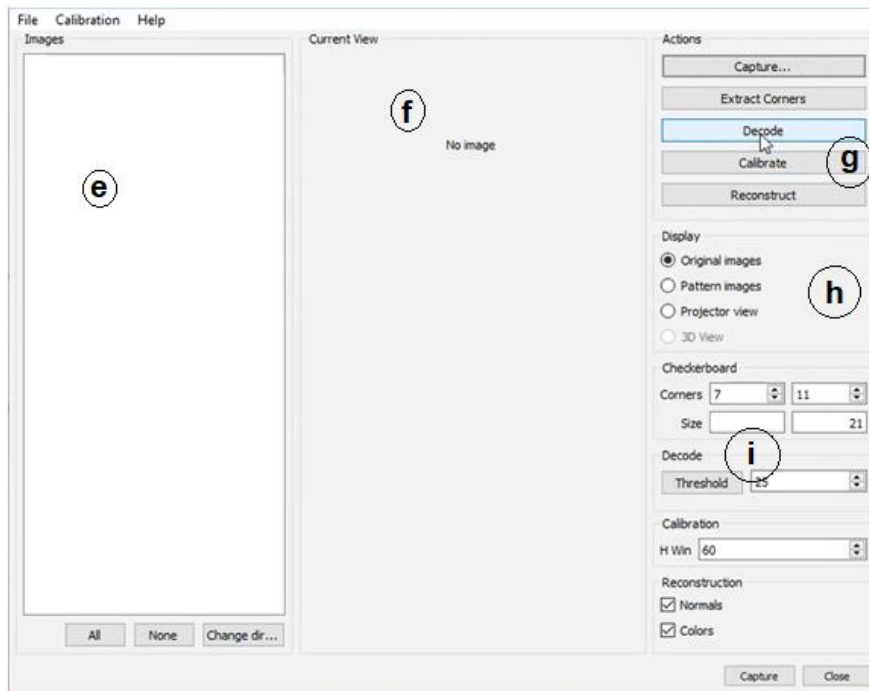 File Calibration Help
Images
Current View
Actions
Capture...
Extract Corners
f
No image
Decode
Calibrate
g
e
Reconstruct
Display
Original images
Pattern images
h
Projector view
3D View
Checkerboard
Corners 7 11
Size 21
i
Decode
Threshold 25
Calibration
H Win 60
Reconstruction
Normals
Colors
All None Change dir...
Capture Close